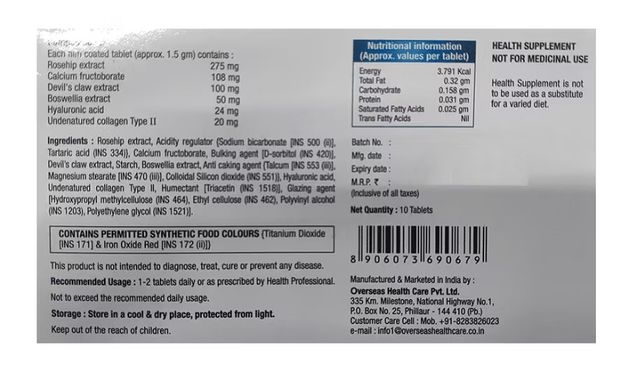 Each film coated tablet (approx. 1.5 gm) contains :
Rosehip extract 275 mg
Calcium fructoborate 108 mg
Devil's claw extract 100 mg
Boswellia extract 50 mg
Hyaluronic acid 24 mg
Undenatured collagen Type II 20 mg
Ingredients : Rosehip extract, Acidity regulator {Sodium bicarbonate [INS 500 (ii)],
Tartaric acid (INS 334)}, Calcium fructoborate, Bulking agent [D-sorbitol (INS 420)],
Devil's claw extract, Starch, Boswellia extract, Anti caking agent {Talcum [INS 553 (iii)],
Magnesium stearate [INS 470 (iii)], Colloidal Silicon dioxide (INS 551)}, Hyaluronic acid,
Undenatured collagen Type II, Humectant [Triacetin (INS 1518)], Glazing agent
[Hydroxypropyl methylcellulose (INS 464), Ethyl cellulose (INS 462), Polyvinyl alcohol
(INS 1203), Polyethylene glycol (INS 1521)].
CONTAINS PERMITTED SYNTHETIC FOOD COLOURS {Titanium Dioxide
[INS 171] & Iron Oxide Red [INS 172 (ii)]}
This product is not intended to diagnose, treat, cure or prevent any disease.
Recommended Usage : 1-2 tablets daily or as prescribed by Health Professional.
Not to exceed the recommended daily usage.
Storage : Store in a cool & dry place, protected from light.
Keep out of the reach of children.
Nutritional information
(Approx. values per tablet)
Energy 3.791 Kcal
Total Fat 0.32 gm
Carbohydrate 0.158 gm
Protein 0.031 gm
Saturated Fatty Acids 0.025 gm
Trans Fatty Acids Nil
HEALTH SUPPLEMENT
NOT FOR MEDICINAL USE
Health Supplement is not
to be used as a substitute
for a varied diet.
Batch No. :
Mfg. date :
Expiry date :
M.R.P. ₹ :
(Inclusive of all taxes)
Net Quantity : 10 Tablets
8 906073 690679
Manufactured & Marketed in India by :
Overseas Health Care Pvt. Ltd.
335 Km. Milestone, National Highway No.1,
P.O. Box No. 25, Phillaur - 144 410 (Pb.)
Customer Care Cell : Mob. +91-8283826023
e-mail : info1@overseashealthcare.co.in